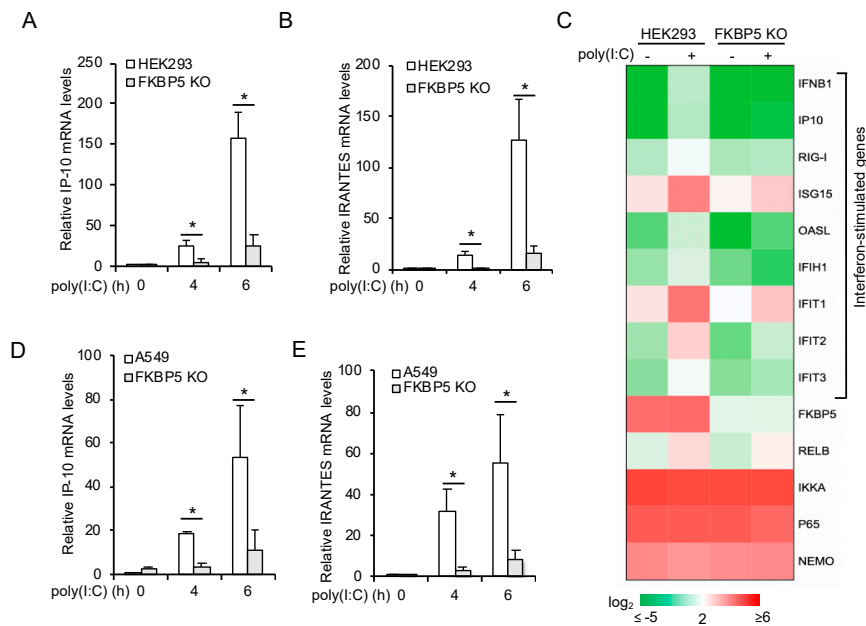 A
Relative IP-10 mRNA levels
250
200
150
100
50
0
HEK293
FKBP5 KO
*
*
poly(I:C) (h) 0 4 6
B
Relative IRANTES mRNA levels
200
150
100
50
0
HEK293
FKBP5 KO
*
*
0 4 6
C
HEK293 FKBP5 KO
poly(I:C) - + - +
IFNB1
IP10
RIG-I
ISG15
OASL
IFIH1
IFIT1
IFIT2
IFIT3
FKBP5
RELB
IKKA
P65
NEMO
Interferon-stimulated genes
log2
≤ -5 2 ≥6
D
Relative IP-10 mRNA levels
100
80
60
40
20
0
A549
FKBP5 KO
*
*
poly(I:C) (h) 0 4 6
E
Relative IRANTES mRNA levels
100
80
60
40
20
0
A549
FKBP5 KO
*
*
poly(I:C) (h) 0 4 6